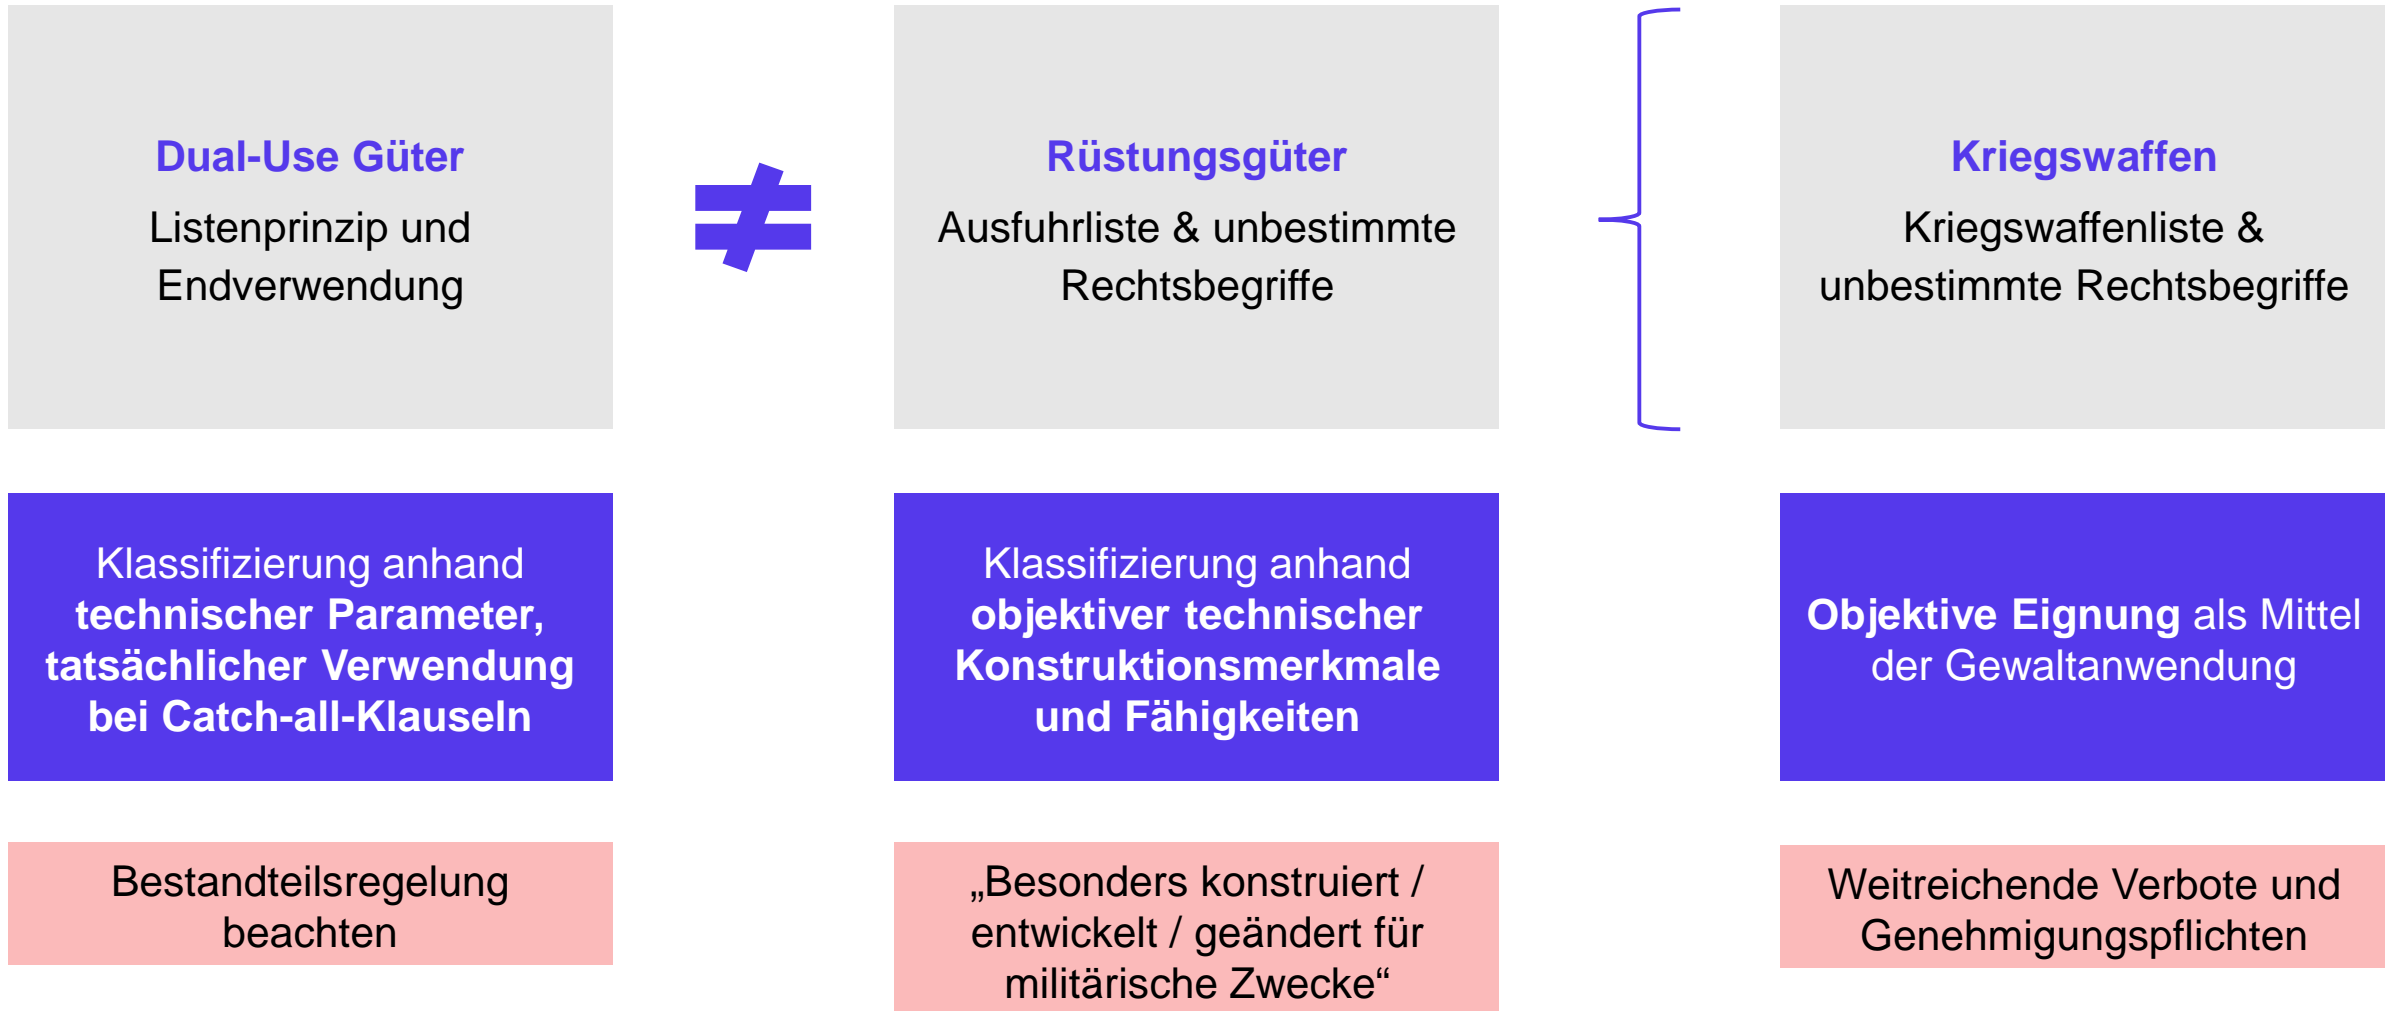 Dual-Use Güter
Listenprinzip und
Endverwendung
≠
Rüstungsgüter
Ausfuhrliste & unbestimmte
Rechtsbegriffe
Kriegswaffen
Kriegswaffenliste &
unbestimmte Rechtsbegriffe
Klassifizierung anhand
technischer Parameter,
tatsächlicher Verwendung
bei Catch-all-Klauseln
Klassifizierung anhand
objektiver technischer
Konstruktionsmerkmale
und Fähigkeiten
Objektive Eignung als Mittel
der Gewaltanwendung
Bestandteilsregelung
beachten
„Besonders konstruiert /
entwickelt / geändert für
militärische Zwecke“
Weitreichende Verbote und
Genehmigungspflichten